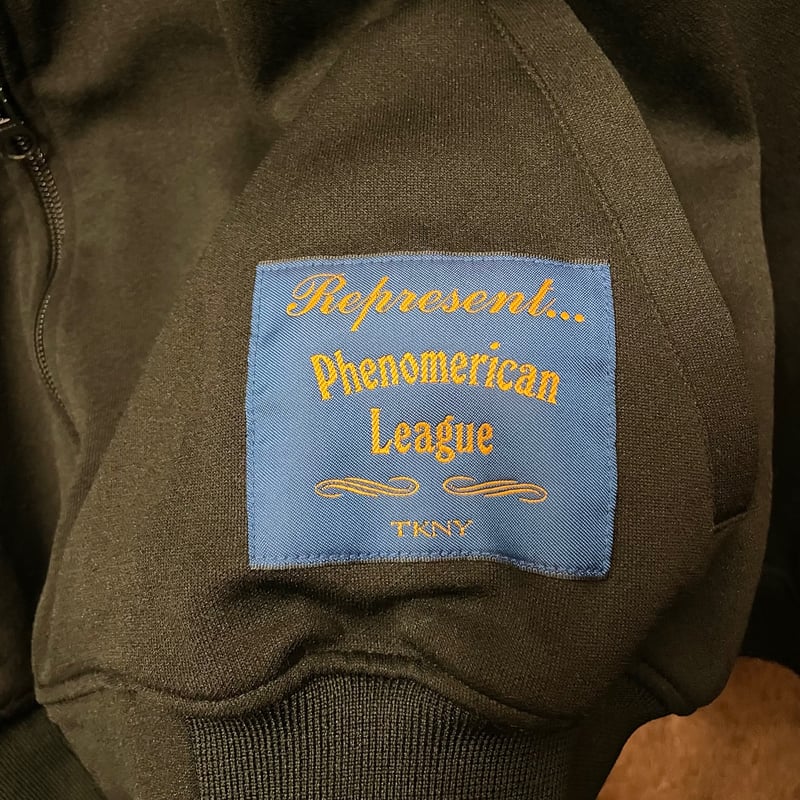 Represent...
Phenomerican
League
TKNY